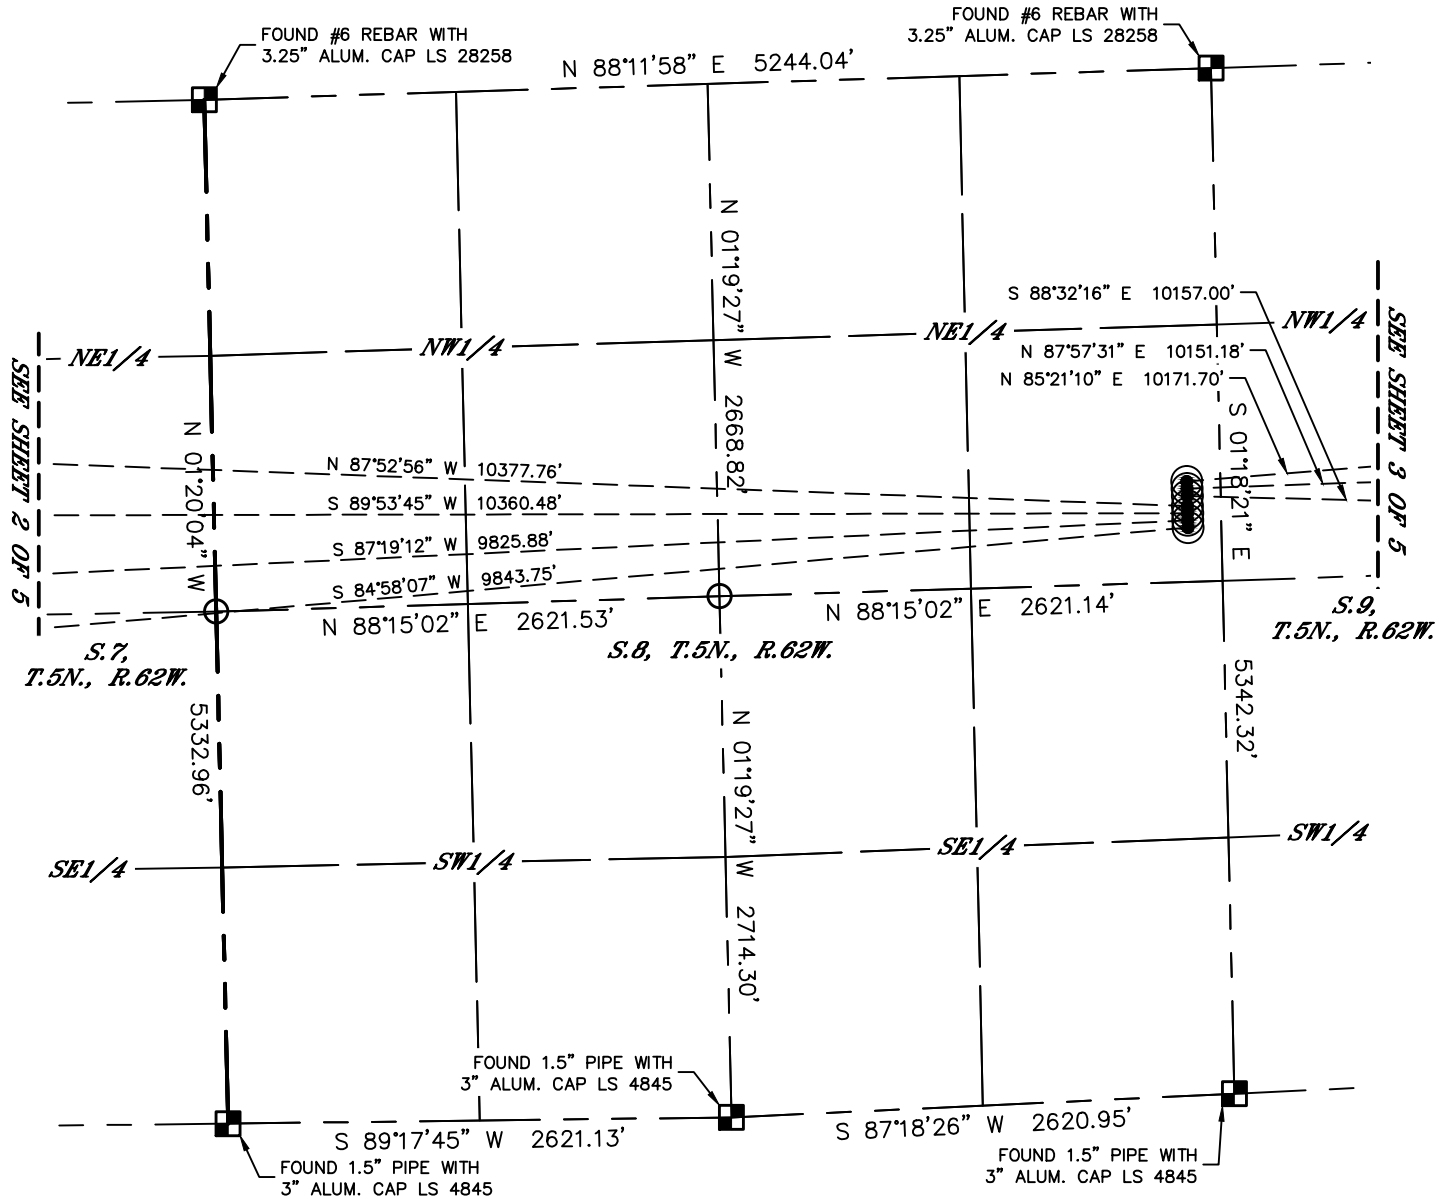 FOUND #6 REBAR WITH
3.25" ALUM. CAP LS 28258
FOUND #6 REBAR WITH
3.25" ALUM. CAP LS 28258
N 88°11'58" E 5244.04'
N 01°19'27" W 2668.82'
S 88°32'16" E 10157.00'
N 87°57'31" E 10151.18'
N 85°21'10" E 10171.70'
NE1/4
NW1/4
NE1/4
NW1/4
SEE SHEET 2 OF 5
SEE SHEET 3 OF 5
N 01°20'04" W
S 01°18'21" E
N 87°52'56" W 10377.76'
S 89°53'45" W 10360.48'
S 87°19'12" W 9825.88'
S 84°58'07" W 9843.75'
N 88°15'02" E 2621.53'
N 88°15'02" E 2621.14'
S.7,
T.5N., R.62W.
S.8, T.5N., R.62W.
S.9,
T.5N., R.62W.
5332.96'
N 01°19'27" W 2714.30'
5342.32'
SE1/4
SW1/4
SE1/4
SW1/4
FOUND 1.5" PIPE WITH
3" ALUM. CAP LS 4845
S 89°17'45" W 2621.13'
S 87°18'26" W 2620.95'
FOUND 1.5" PIPE WITH
3" ALUM. CAP LS 4845
FOUND 1.5" PIPE WITH
3" ALUM. CAP LS 4845